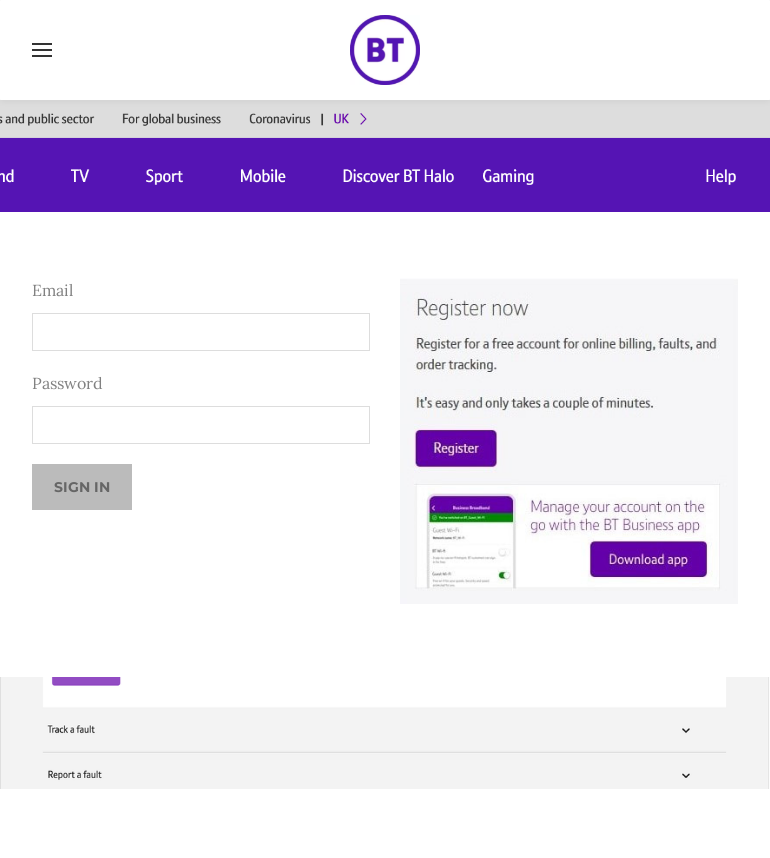 BT
s and public sector For global business Coronavirus | UK
nd TV Sport Mobile Discover BT Halo Gaming Help
Email
Password
SIGN IN
Register now
Register for a free account for online billing, faults, and
order tracking.
It's easy and only takes a couple of minutes.
Register
Business Broadband
Guest Wi-Fi
BT Wi-Fi
Guest Wi-Fi
Manage your account on the
go with the BT Business app
Download app
Track a fault
Report a fault